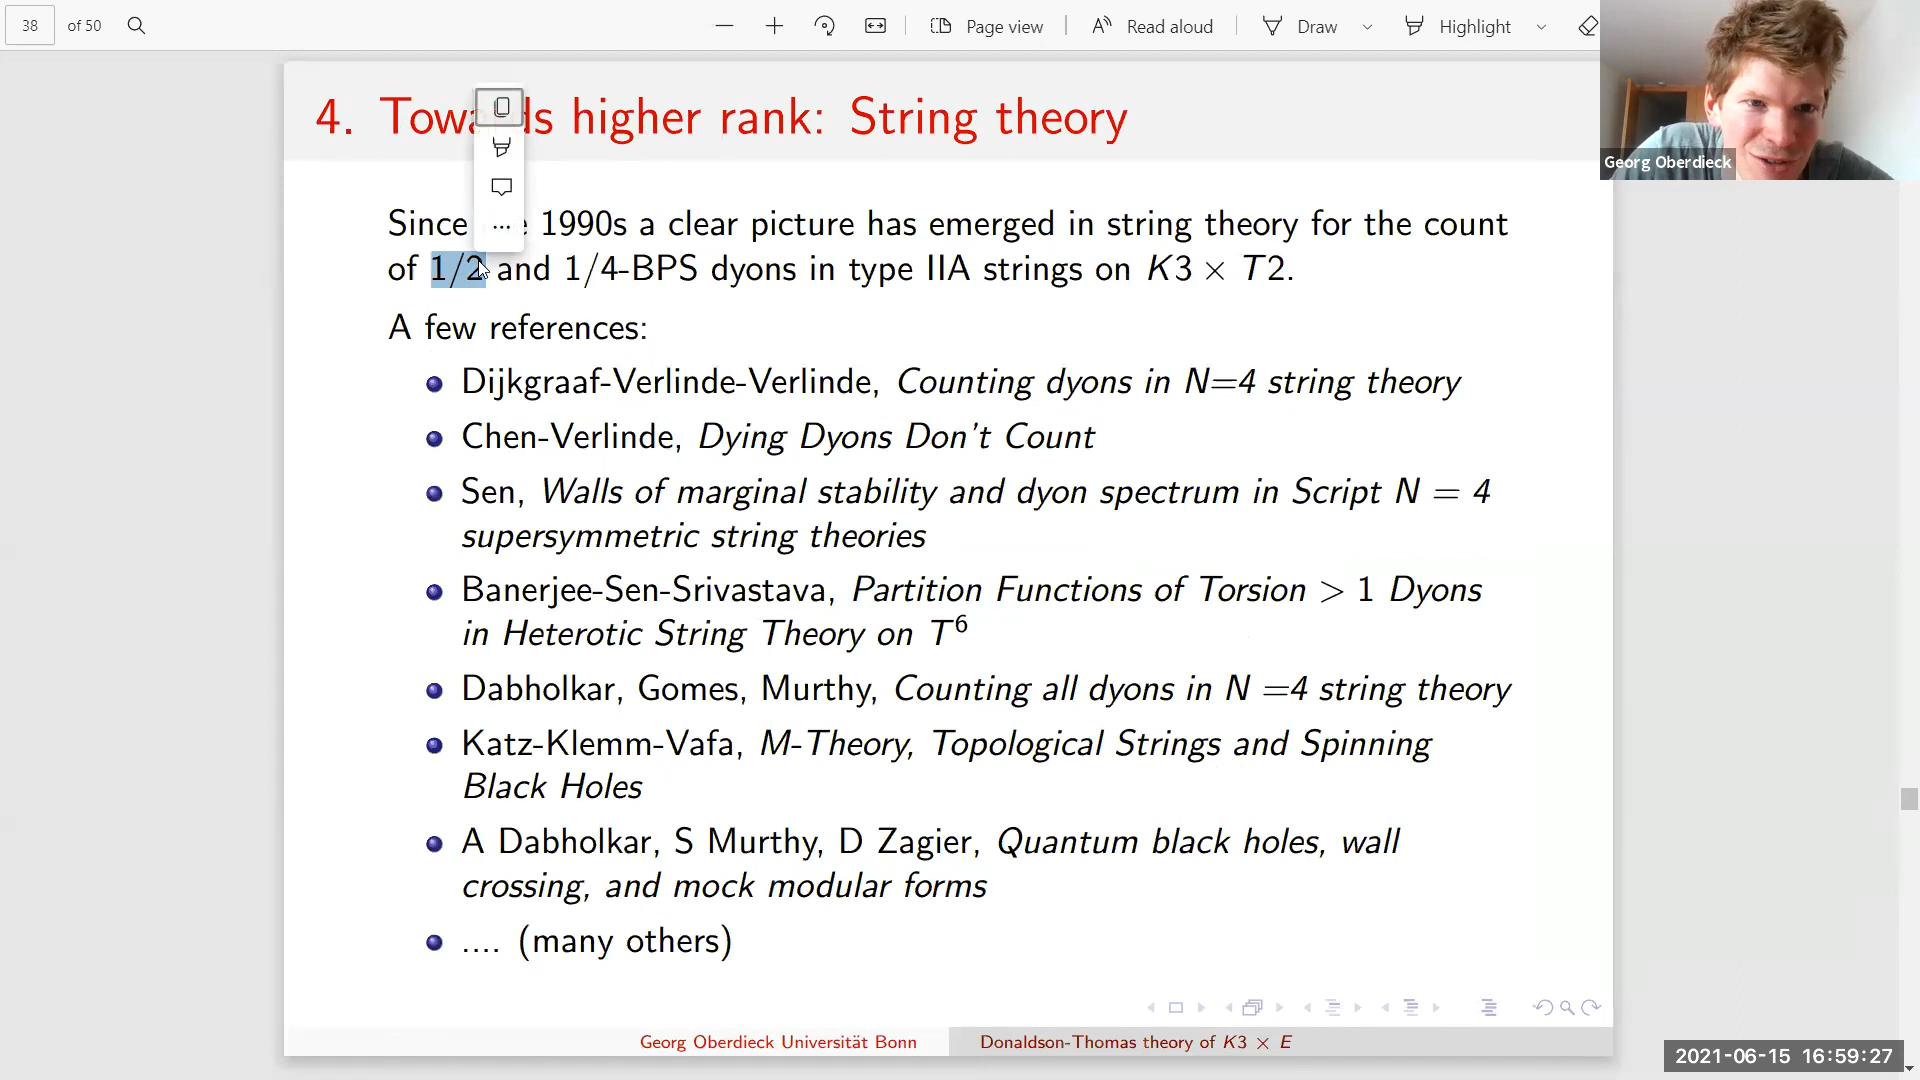 38 of 50 Page view Read aloud Draw Highlight
4. Towards higher rank: String theory
Georg Oberdieck
Since 1990s a clear picture has emerged in string theory for the count
of 1/2 and 1/4-BPS dyons in type IIA strings on K3 × T2.
A few references:
Dijkgraaf-Verlinde-Verlinde, Counting dyons in N=4 string theory
Chen-Verlinde, Dying Dyons Don't Count
Sen, Walls of marginal stability and dyon spectrum in Script N = 4
supersymmetric string theories
Banerjee-Sen-Srivastava, Partition Functions of Torsion > 1 Dyons
in Heterotic String Theory on T⁶
Dabholkar, Gomes, Murthy, Counting all dyons in N =4 string theory
Katz-Klemm-Vafa, M-Theory, Topological Strings and Spinning
Black Holes
A Dabholkar, S Murthy, D Zagier, Quantum black holes, wall
crossing, and mock modular forms
.... (many others)
Georg Oberdieck Universität Bonn Donaldson-Thomas theory of K3 × E
2021-06-15 16:59:27